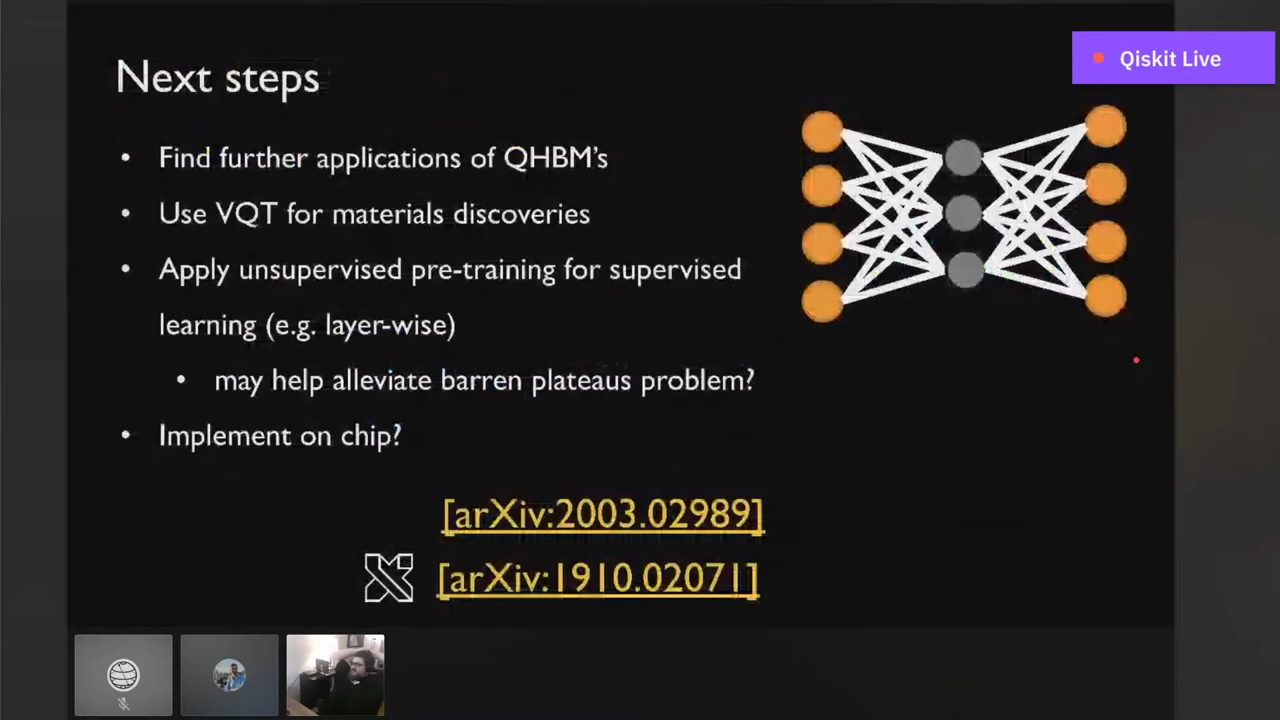 Qiskit Live
Next steps
• Find further applications of QHBM's
• Use VQT for materials discoveries
• Apply unsupervised pre-training for supervised
learning (e.g. layer-wise)
• may help alleviate barren plateaus problem?
• Implement on chip?
[arXiv:2003.02989]
[arXiv:1910.02071]